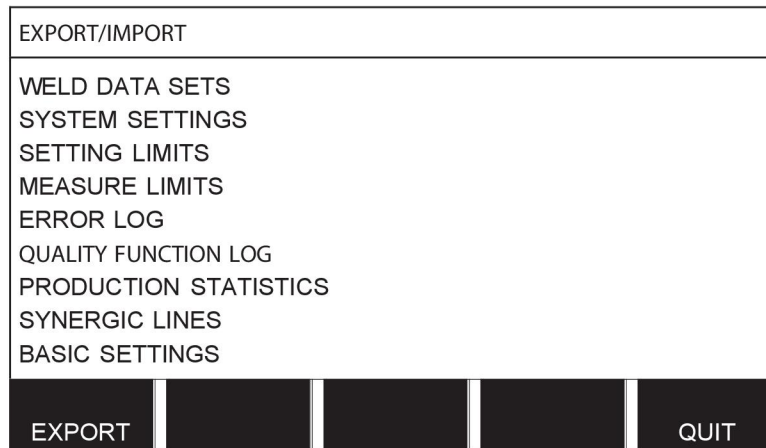 EXPORT/IMPORT
WELD DATA SETS
SYSTEM SETTINGS
SETTING LIMITS
MEASURE LIMITS
ERROR LOG
QUALITY FUNCTION LOG
PRODUCTION STATISTICS
SYNERGIC LINES
BASIC SETTINGS
EXPORT QUIT